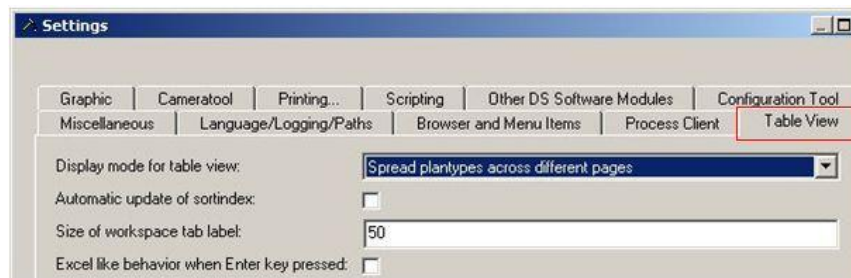 Settings
Graphic Cameratool Printing... Scripting Other DS Software Modules Configuration Tool
Miscellaneous Language/Logging/Paths Browser and Menu Items Process Client Table View
Display mode for table view: Spread plantypes across different pages
Automatic update of sortindex:
Size of workspace tab label: 50
Excel like behavior when Enter key pressed: